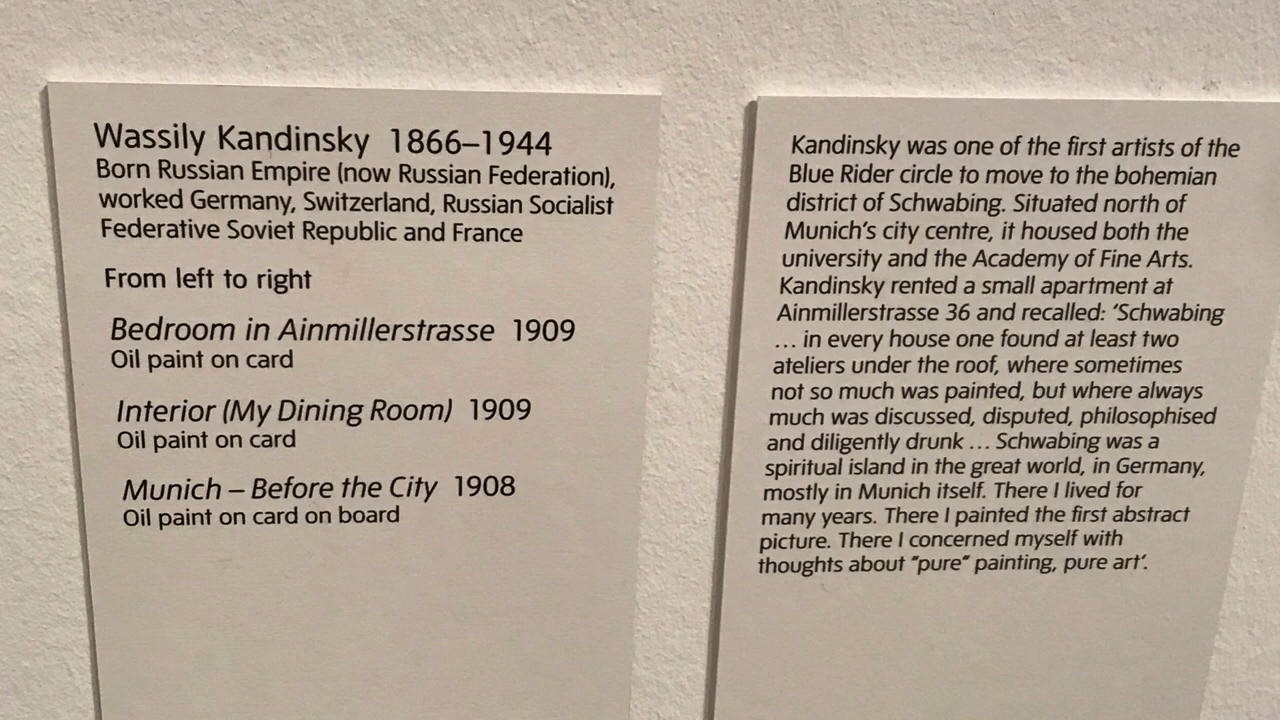 Wassily Kandinsky 1866–1944
Born Russian Empire (now Russian Federation),
worked Germany, Switzerland, Russian Socialist
Federative Soviet Republic and France
From left to right
Bedroom in Ainmillerstrasse 1909
Oil paint on card
Interior (My Dining Room) 1909
Oil paint on card
Munich – Before the City 1908
Oil paint on card on board
Kandinsky was one of the first artists of the
Blue Rider circle to move to the bohemian
district of Schwabing. Situated north of
Munich's city centre, it housed both the
university and the Academy of Fine Arts.
Kandinsky rented a small apartment at
Ainmillerstrasse 36 and recalled: 'Schwabing
… in every house one found at least two
ateliers under the roof, where sometimes
not so much was painted, but where always
much was discussed, disputed, philosophised
and diligently drunk … Schwabing was a
spiritual island in the great world, in Germany,
mostly in Munich itself. There I lived for
many years. There I painted the first abstract
picture. There I concerned myself with
thoughts about "pure" painting, pure art'.